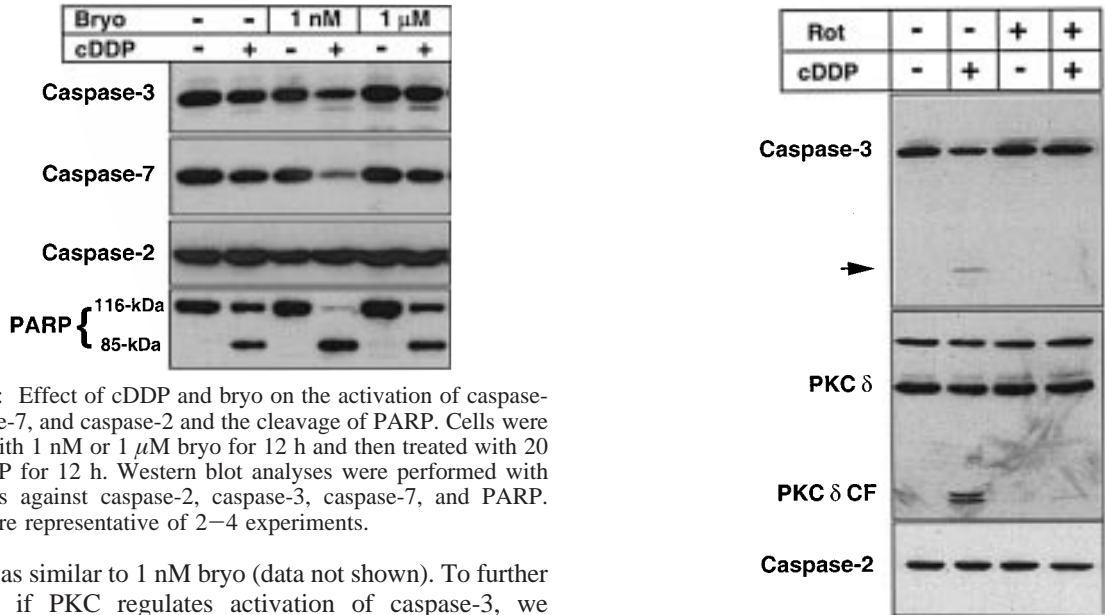 Bryo - - 1 nM 1 μM
cDDP - + - + - +
Caspase-3
Caspase-7
Caspase-2
PARP { 116-kDa
85-kDa
: Effect of cDDP and bryo on the activation of caspase-
e-7, and caspase-2 and the cleavage of PARP. Cells were
ith 1 nM or 1 μM bryo for 12 h and then treated with 20
P for 12 h. Western blot analyses were performed with
s against caspase-2, caspase-3, caspase-7, and PARP.
re representative of 2−4 experiments.
as similar to 1 nM bryo (data not shown). To further
if PKC regulates activation of caspase-3, we
Rot - - + +
cDDP - + - +
Caspase-3
PKC δ
PKC δ CF
Caspase-2